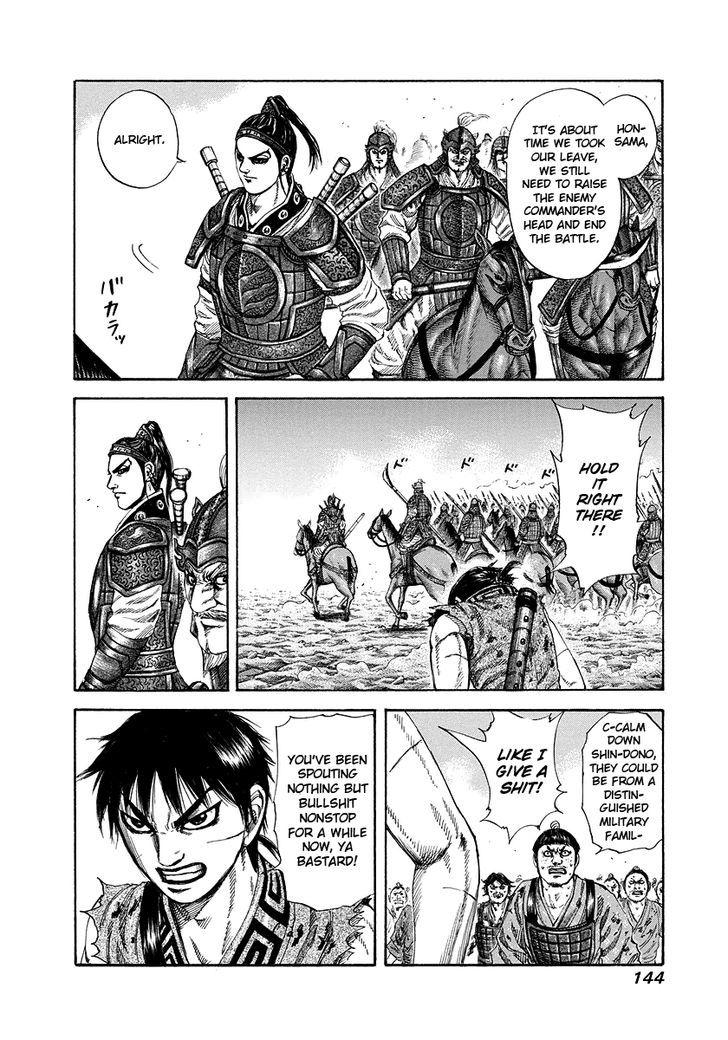 HON-
SAMA,
IT'S ABOUT
TIME WE TOOK
OUR LEAVE,
WE STILL
NEED TO RAISE
THE ENEMY
COMMANDER'S
HEAD AND END
THE BATTLE.
ALRIGHT.
バカラッ
HOLD
IT
RIGHT
THERE
!!
ド
ド
ド
C-CALM
DOWN
SHIN-DONO,
THEY COULD
BE FROM A
DISTIN-
GUISHED
MILITARY
FAMIL-
LIKE I
GIVE A
SHIT!
YOU'VE BEEN
SPOUTING
NOTHING BUT
BULLSHIT
NONSTOP
FOR A WHILE
NOW, YA
BASTARD!
144